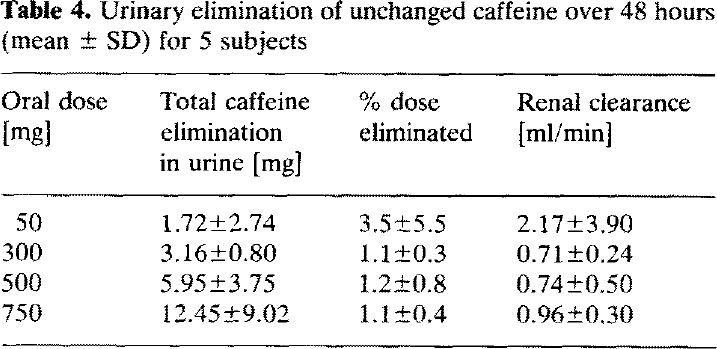 Table 4. Urinary elimination of unchanged caffeine over 48 hours
(mean ± SD) for 5 subjects
Oral dose Total caffeine % dose Renal clearance
[mg] elimination eliminated [ml/min]
in urine [mg]
50 1.72±2.74 3.5±5.5 2.17±3.90
300 3.16±0.80 1.1±0.3 0.71±0.24
500 5.95±3.75 1.2±0.8 0.74±0.50
750 12.45±9.02 1.1±0.4 0.96±0.30